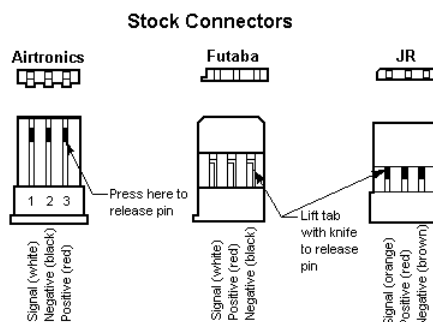 Stock Connectors
Airtronics
Futaba
JR
1 2 3
Press here to
release pin
Lift tab
with knife
to release
pin
Signal (white)
Negative (black)
Positive (red)
Signal (white)
Positive (red)
Negative (black)
Signal (orange)
Positive (red)
Negative (brown)